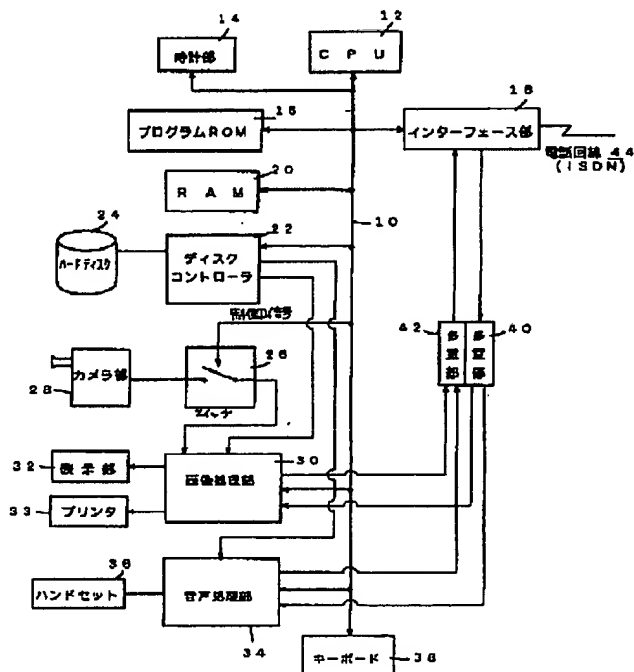 14
時計部
12
CPU
16
プログラムROM
18
インターフェース部
電話回線 44
(ISDN)
20
RAM
10
24
ハードディスク
22
ディスク
コントローラ
28
カメラ部
26
スイッチ
42
多重部
40
32
表示部
30
画像処理部
33
プリンタ
36
ハンドセット
音声処理部
34
キーボード
38